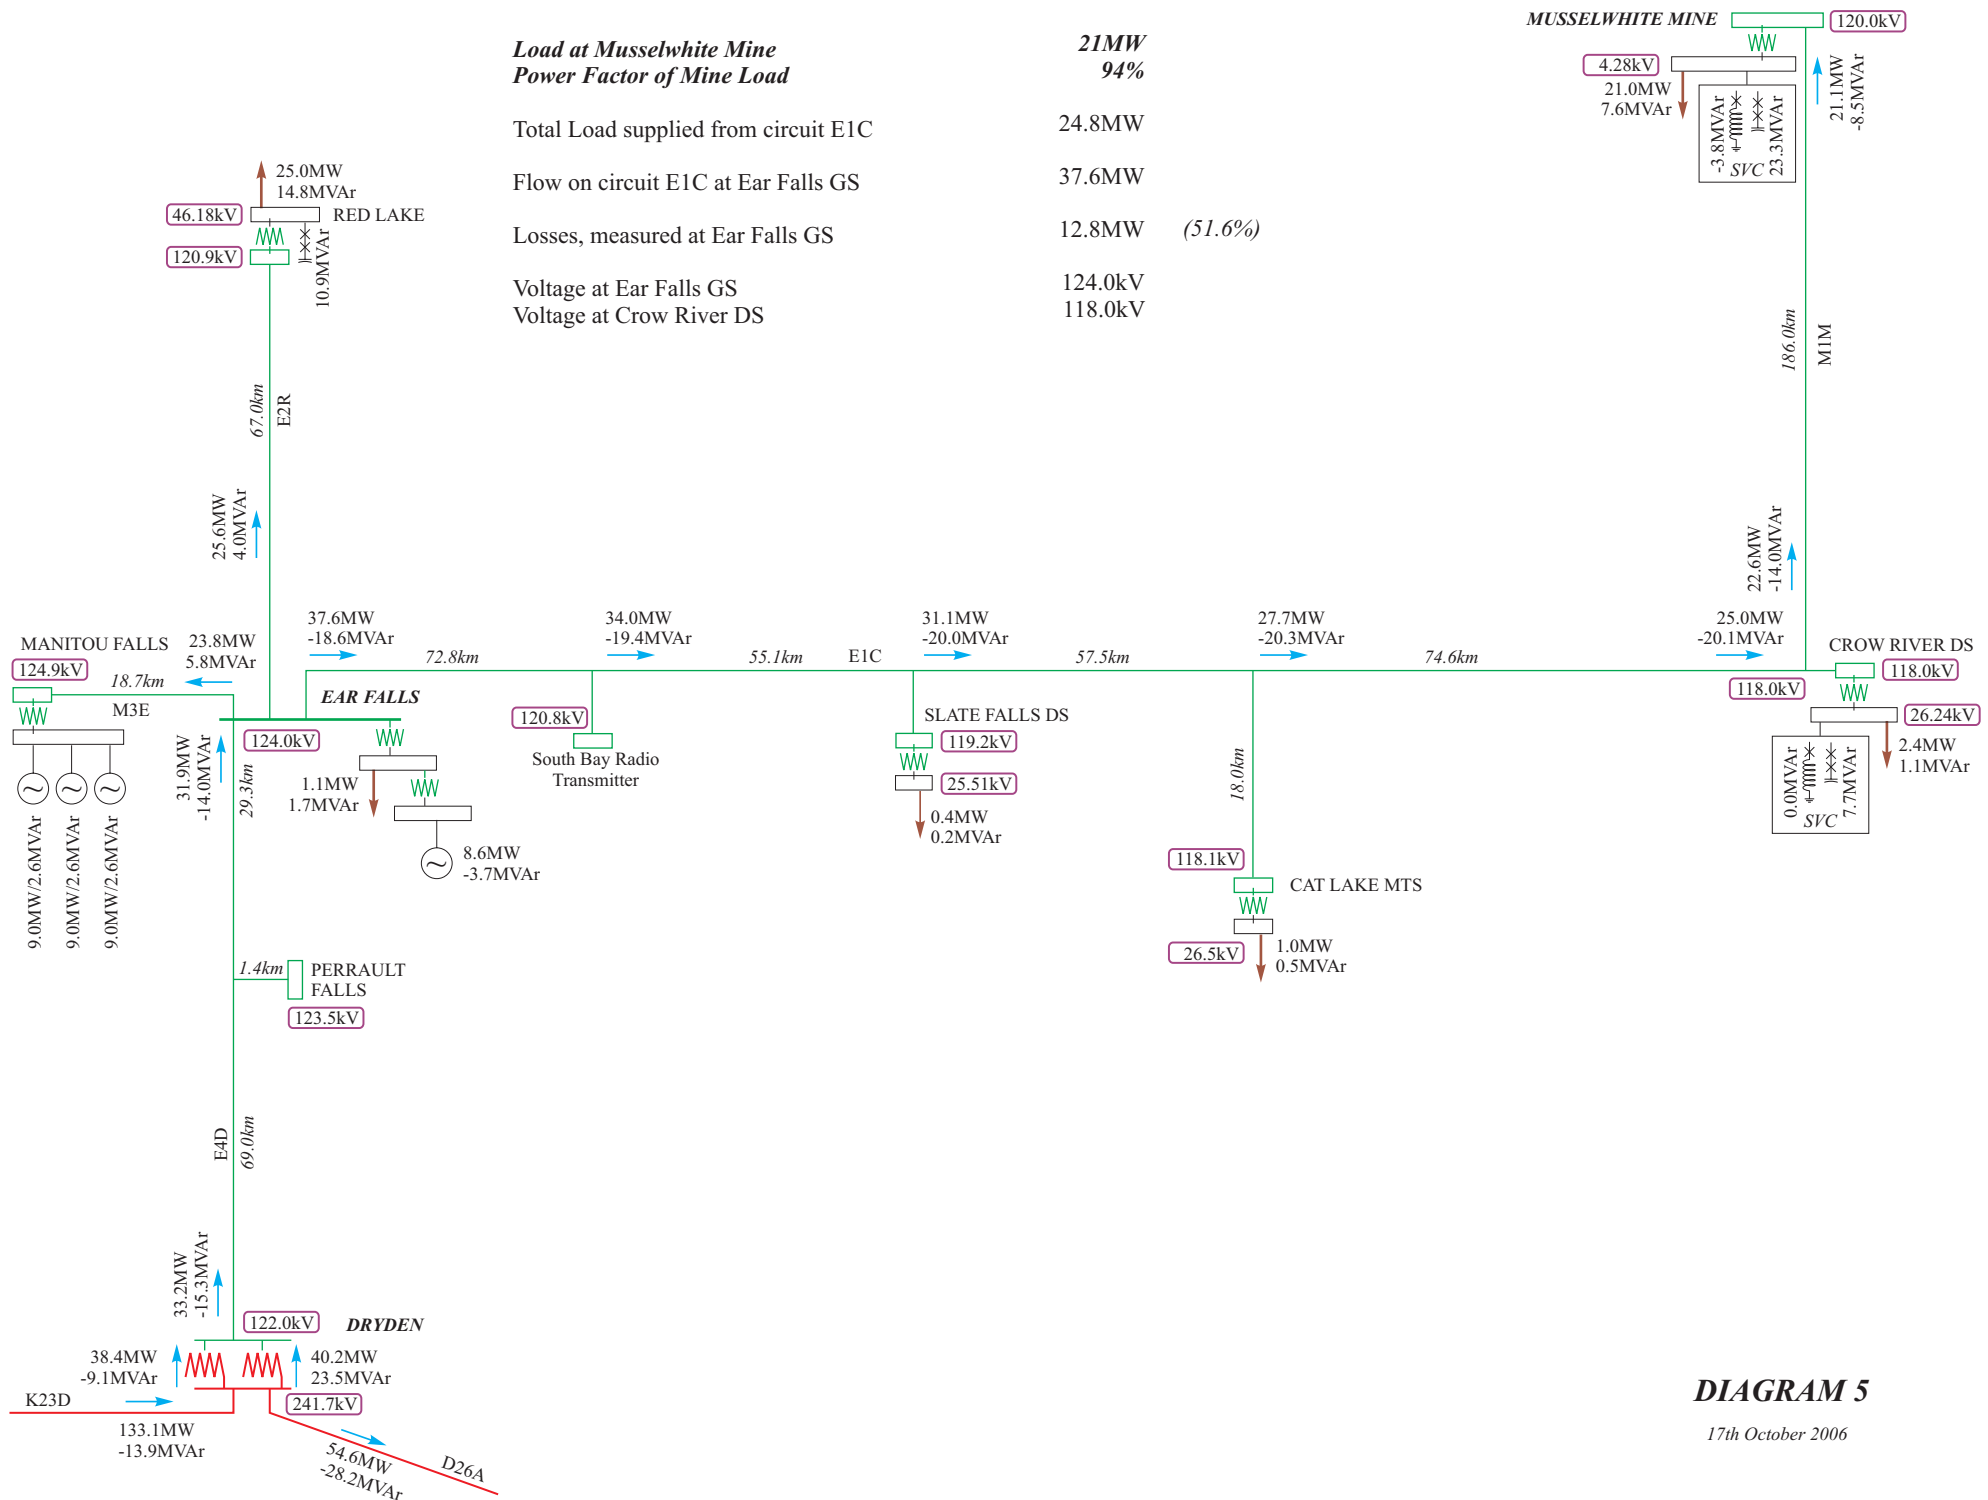 MUSSELWHITE MINE
120.0kV
4.28kV
21.0MW
7.6MVAr
-3.8MVAr
23.3MVAr
SVC
21.1MW
-8.5MVAr
Load at Musselwhite Mine 21MW
Power Factor of Mine Load 94%
Total Load supplied from circuit E1C 24.8MW
Flow on circuit E1C at Ear Falls GS 37.6MW
Losses, measured at Ear Falls GS 12.8MW (51.6%)
Voltage at Ear Falls GS 124.0kV
Voltage at Crow River DS 118.0kV
25.0MW
14.8MVAr
46.18kV
RED LAKE
120.9kV
10.9MVAr
67.0km
E2R
25.6MW
4.0MVAr
186.0km
M1M
22.6MW
-14.0MVAr
MANITOU FALLS
124.9kV
18.7km
M3E
23.8MW
5.8MVAr
37.6MW
-18.6MVAr
72.8km
34.0MW
-19.4MVAr
55.1km
E1C
31.1MW
-20.0MVAr
57.5km
27.7MW
-20.3MVAr
74.6km
25.0MW
-20.1MVAr
CROW RIVER DS
118.0kV
118.0kV
26.24kV
2.4MW
1.1MVAr
0.0MVAr
7.7MVAr
SVC
EAR FALLS
124.0kV
1.1MW
1.7MVAr
8.6MW
-3.7MVAr
120.8kV
South Bay Radio
Transmitter
SLATE FALLS DS
119.2kV
25.51kV
0.4MW
0.2MVAr
18.0km
118.1kV
CAT LAKE MTS
26.5kV
1.0MW
0.5MVAr
9.0MW/2.6MVAr
9.0MW/2.6MVAr
9.0MW/2.6MVAr
31.9MW
-14.0MVAr
29.3km
1.4km
PERRAULT
FALLS
123.5kV
E4D
69.0km
33.2MW
-15.3MVAr
122.0kV
DRYDEN
38.4MW
-9.1MVAr
40.2MW
23.5MVAr
241.7kV
K23D
133.1MW
-13.9MVAr
54.6MW
-28.2MVAr
D26A
DIAGRAM 5
17th October 2006